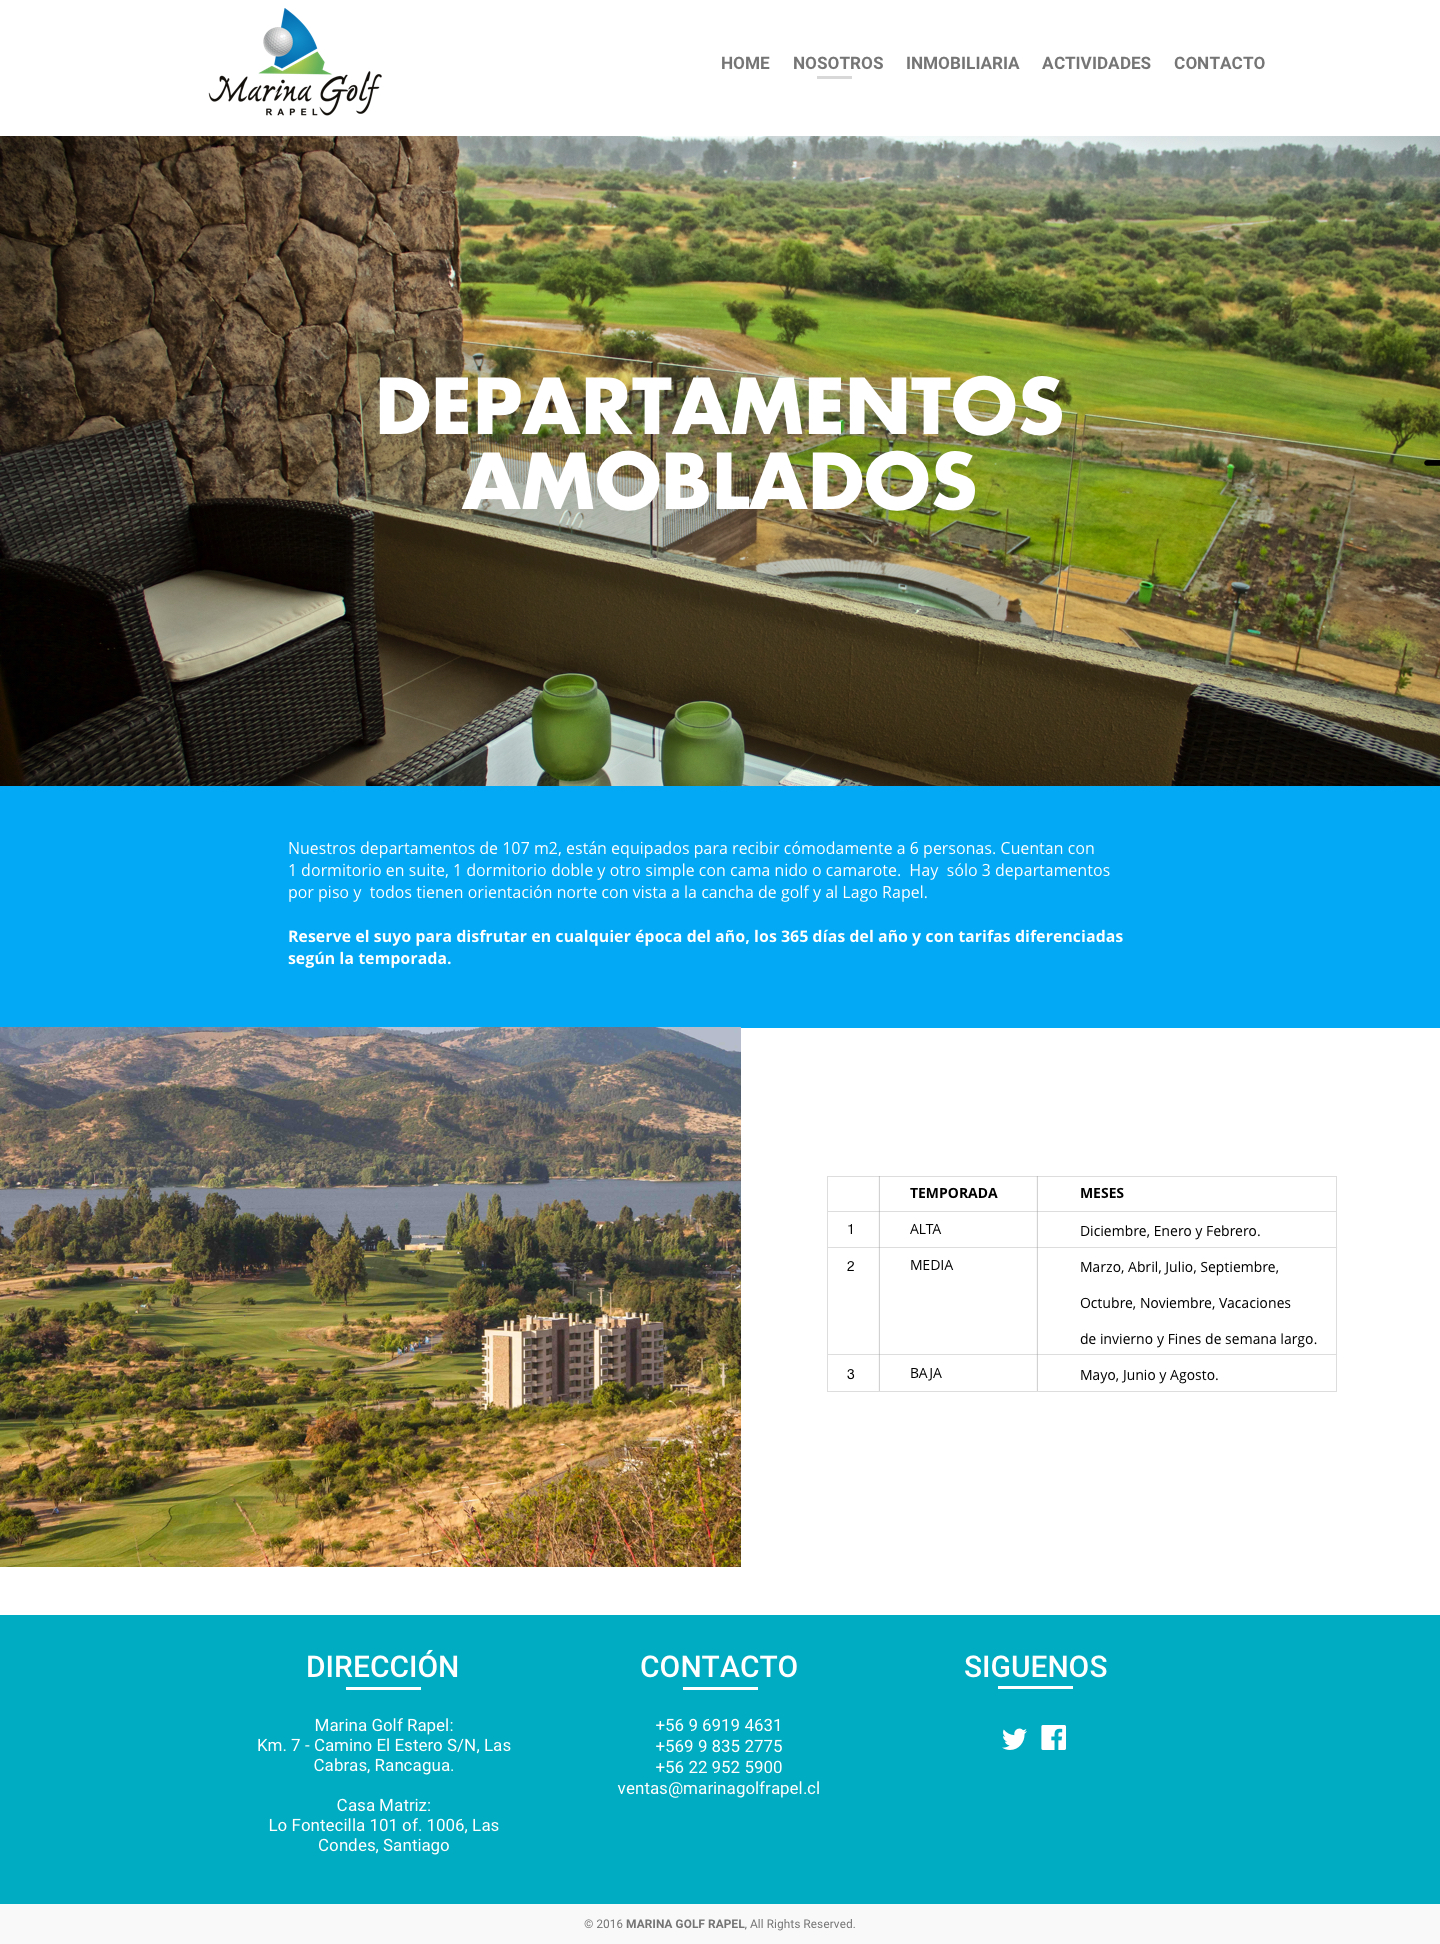 Marina Golf
RAPEL
HOME NOSOTROS INMOBILIARIA ACTIVIDADES CONTACTO
DEPARTAMENTOS
AMOBLADOS
Nuestros departamentos de 107 m2, están equipados para recibir cómodamente a 6 personas. Cuentan con
1 dormitorio en suite, 1 dormitorio doble y otro simple con cama nido o camarote. Hay sólo 3 departamentos
por piso y todos tienen orientación norte con vista a la cancha de golf y al Lago Rapel.
Reserve el suyo para disfrutar en cualquier época del año, los 365 días del año y con tarifas diferenciadas
según la temporada.
TEMPORADA MESES
1 ALTA Diciembre, Enero y Febrero.
2 MEDIA Marzo, Abril, Julio, Septiembre,
Octubre, Noviembre, Vacaciones
de invierno y Fines de semana largo.
3 BAJA Mayo, Junio y Agosto.
DIRECCIÓN
Marina Golf Rapel:
Km. 7 - Camino El Estero S/N, Las
Cabras, Rancagua.
Casa Matriz:
Lo Fontecilla 101 of. 1006, Las
Condes, Santiago
CONTACTO
+56 9 6919 4631
+569 9 835 2775
+56 22 952 5900
ventas@marinagolfrapel.cl
SIGUENOS
© 2016 MARINA GOLF RAPEL, All Rights Reserved.